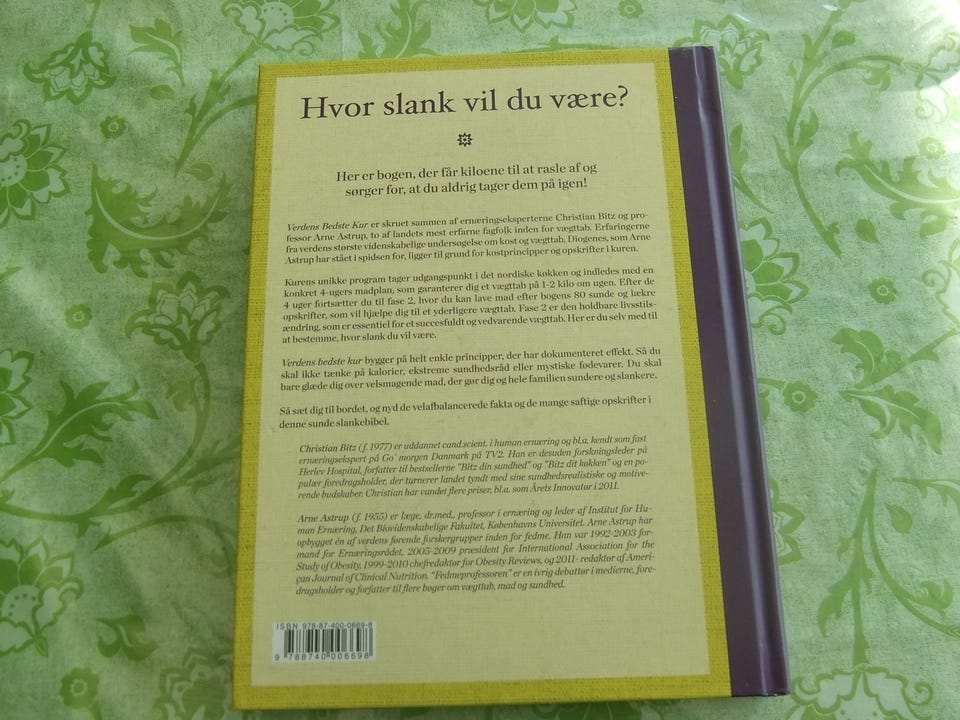 Hvor slank vil du være?
Her er bogen, der får kiloene til at rasle af og
sørger for, at du aldrig tager dem på igen!
Verdens Bedste Kur er skruet sammen af ernæringseksperterne Christian Bitz og pro-
fessor Arne Astrup, to af landets mest erfarne fagfolk inden for vægttab. Erfaringerne
fra verdens største videnskabelige undersøgelse om kost og vægttab, Diogenes, som Arne
Astrup har stået i spidsen for, ligger til grund for kostprincipper og opskrifter i kuren.
Kurens unikke program tager udgangspunkt i det nordiske køkken og indledes med en
konkret 4-ugers madplan, som garanterer dig et vægttab på 1-2 kilo om ugen. Efter de
4 uger fortsætter du til fase 2, hvor du kan lave mad efter bogens 80 sunde og lækre
opskrifter, som vil hjælpe dig til et yderligere vægttab. Fase 2 er den holdbare livsstils-
ændring, som er essentiel for et succesfuldt og vedvarende vægttab. Her er du selv med til
at bestemme, hvor slank du vil være.
Verdens bedste kur bygger på helt enkle principper, der har dokumenteret effekt. Så du
skal ikke tænke på kalorier, ekstreme sundhedsråd eller mystiske fødevarer. Du skal
bare glæde dig over velsmagende mad, der gør dig og hele familien sundere og slankere.
Så sæt dig til bordet, og nyd de velafbalancerede fakta og de mange saftige opskrifter i
denne sunde slankebibel.
Christian Bitz (f. 1977) er uddannet cand.scient. i human ernæring og bl.a. kendt som fast
ernæringsekspert på Go' morgen Danmark på TV2. Han er desuden forskningsleder på
Herlev Hospital, forfatter til bestsellerne "Bitz din sundhed" og "Bitz dit køkken" og en po-
pulær foredragsholder, der turnerer landet tyndt med sine sundhedsrealistiske og motive-
rende budskaber. Christian har vundet flere priser, bl.a. som Årets Innovatør i 2011.
Arne Astrup (f. 1955) er læge, dr.med., professor i ernæring og leder af Institut for Hu-
man Ernæring, Det Biovidenskabelige Fakultet, Københavns Universitet. Arne Astrup har
opbygget én af verdens førende forskergrupper inden for fedme. Han var 1992-2003 for-
mand for Ernæringsrådet, 2005-2009 præsident for International Association for the
Study of Obesity, 1999-2010 chefredaktør for Obesity Reviews, og 2011- redaktør af Ameri-
can Journal of Clinical Nutrition. "Fedmeprofessoren" er en ivrig debattør i medierne, fore-
dragsholder og forfatter til flere bøger om vægttab, mad og sundhed.
ISBN 978-87-400-0669-8
9 788740 006698